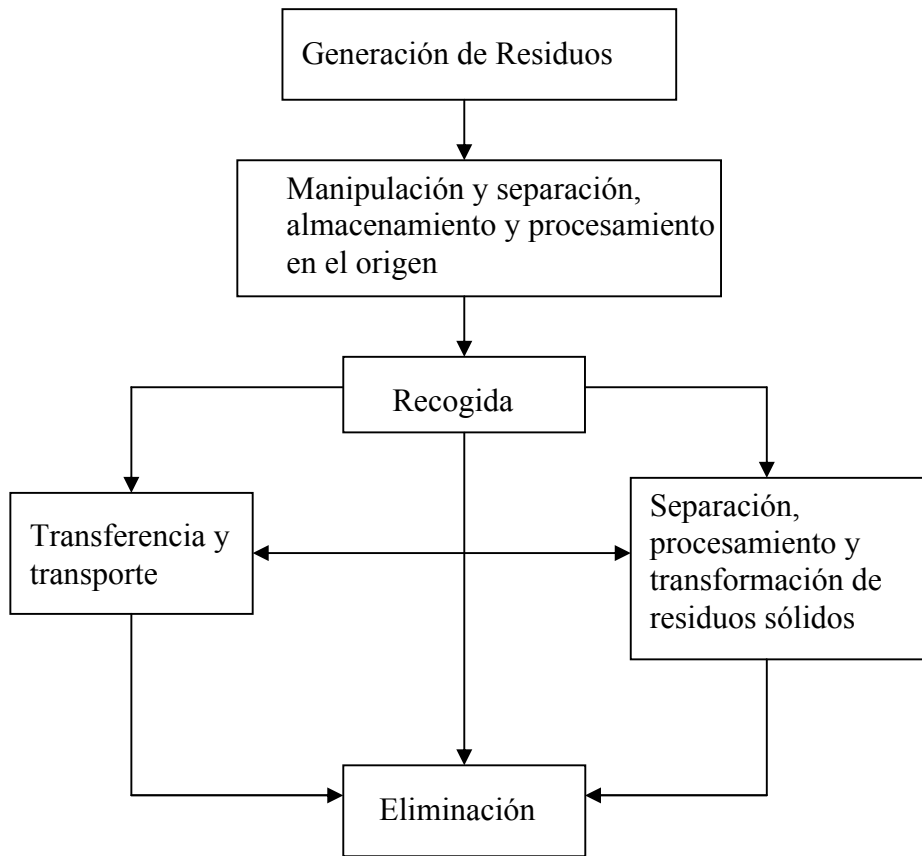 Generación de Residuos
Manipulación y separación,
almacenamiento y procesamiento
en el origen
Recogida
Transferencia y
transporte
Separación,
procesamiento y
transformación de
residuos sólidos
Eliminación